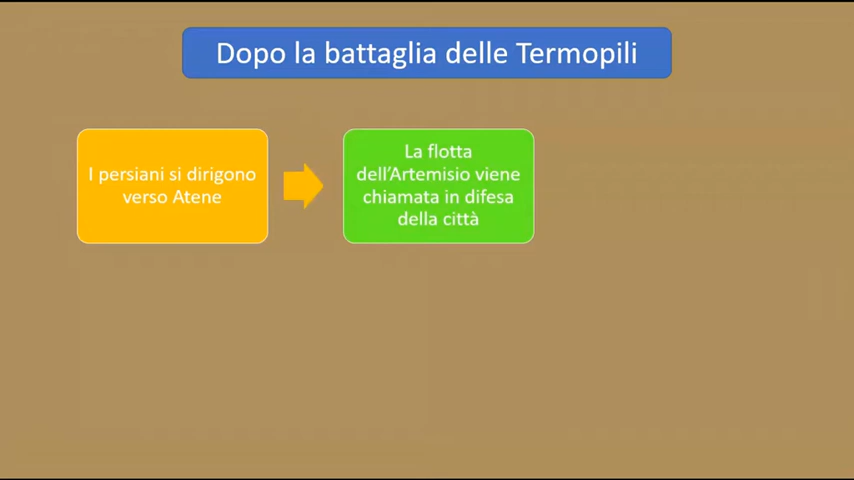 Dopo la battaglia delle Termopili
I persiani si dirigono
verso Atene
La flotta
dell'Artemisio viene
chiamata in difesa
della città